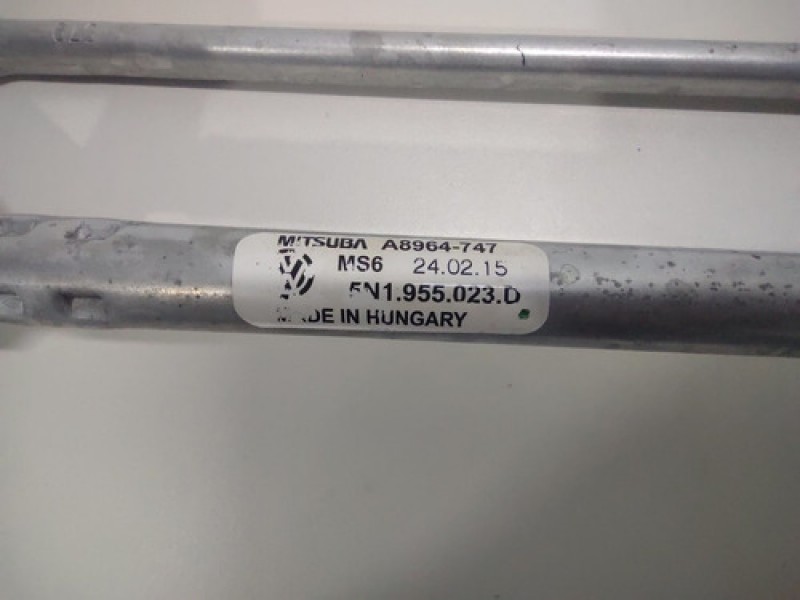 MITSUBA A8964-747
MS6 24.02.15
5N1.955.023.D
MADE IN HUNGARY